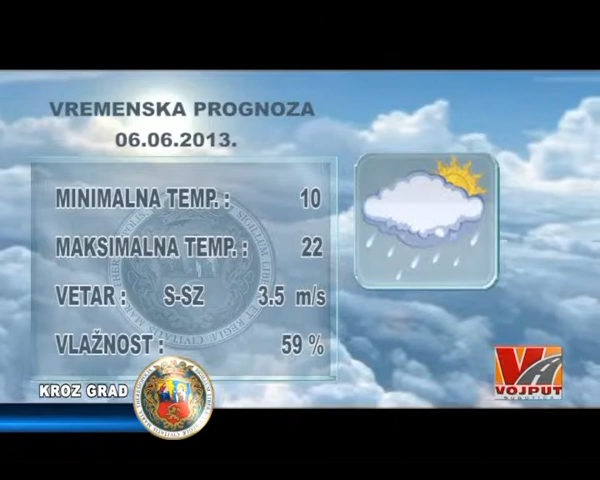 VREMENSKA PROGNOZA
06.06.2013.
MINIMALNA TEMP. : 10
MAKSIMALNA TEMP. : 22
VETAR : S-SZ 3.5 m/s
VLAŽNOST : 59 %
KROZ GRAD
VOJPUT
SUBOTICA